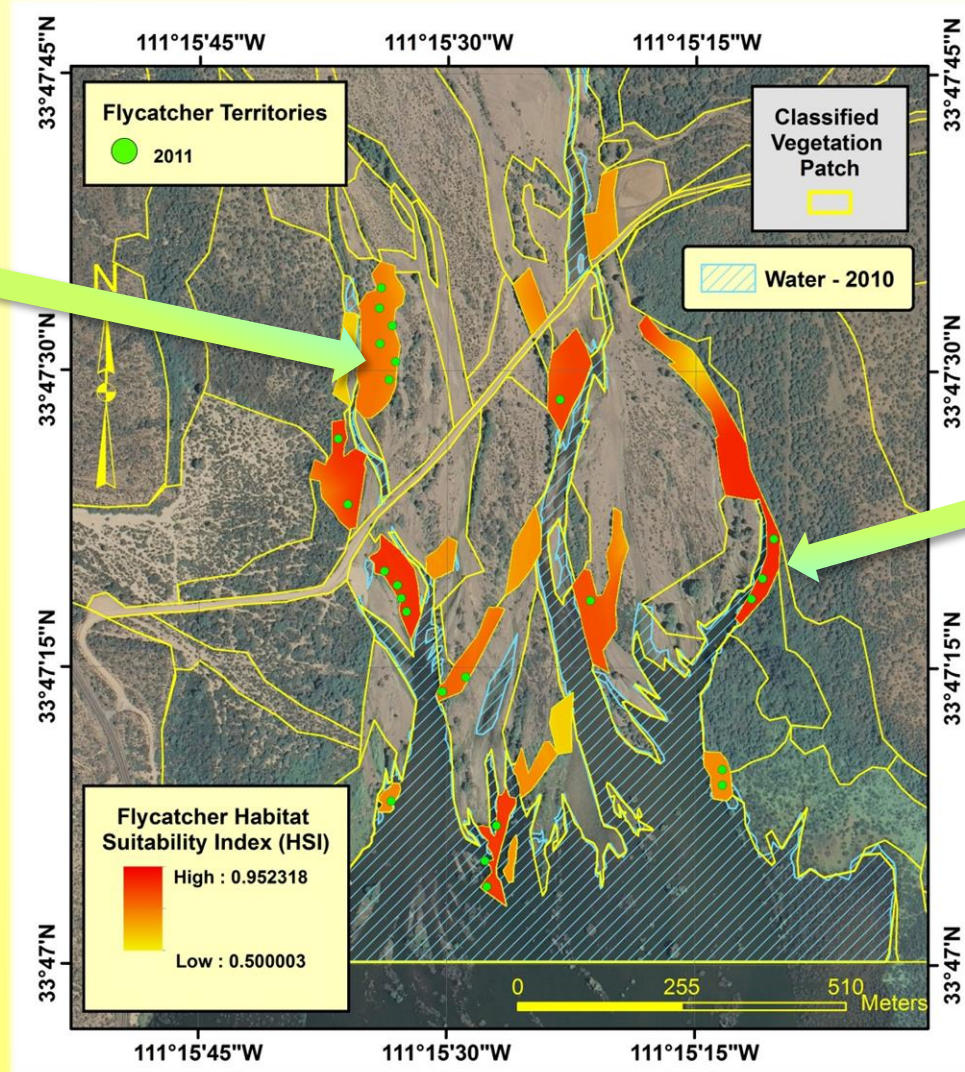 111°15'45"W
111°15'30"W
111°15'15"W
33°47'45"N
33°47'45"N
Flycatcher Territories
2011
Classified
Vegetation
Patch
Water - 2010
N
33°47'30"N
33°47'30"N
33°47'15"N
33°47'15"N
Flycatcher Habitat
Suitability Index (HSI)
High : 0.952318
Low : 0.500003
33°47'N
33°47'N
0 255 510 Meters
111°15'45"W
111°15'30"W
111°15'15"W